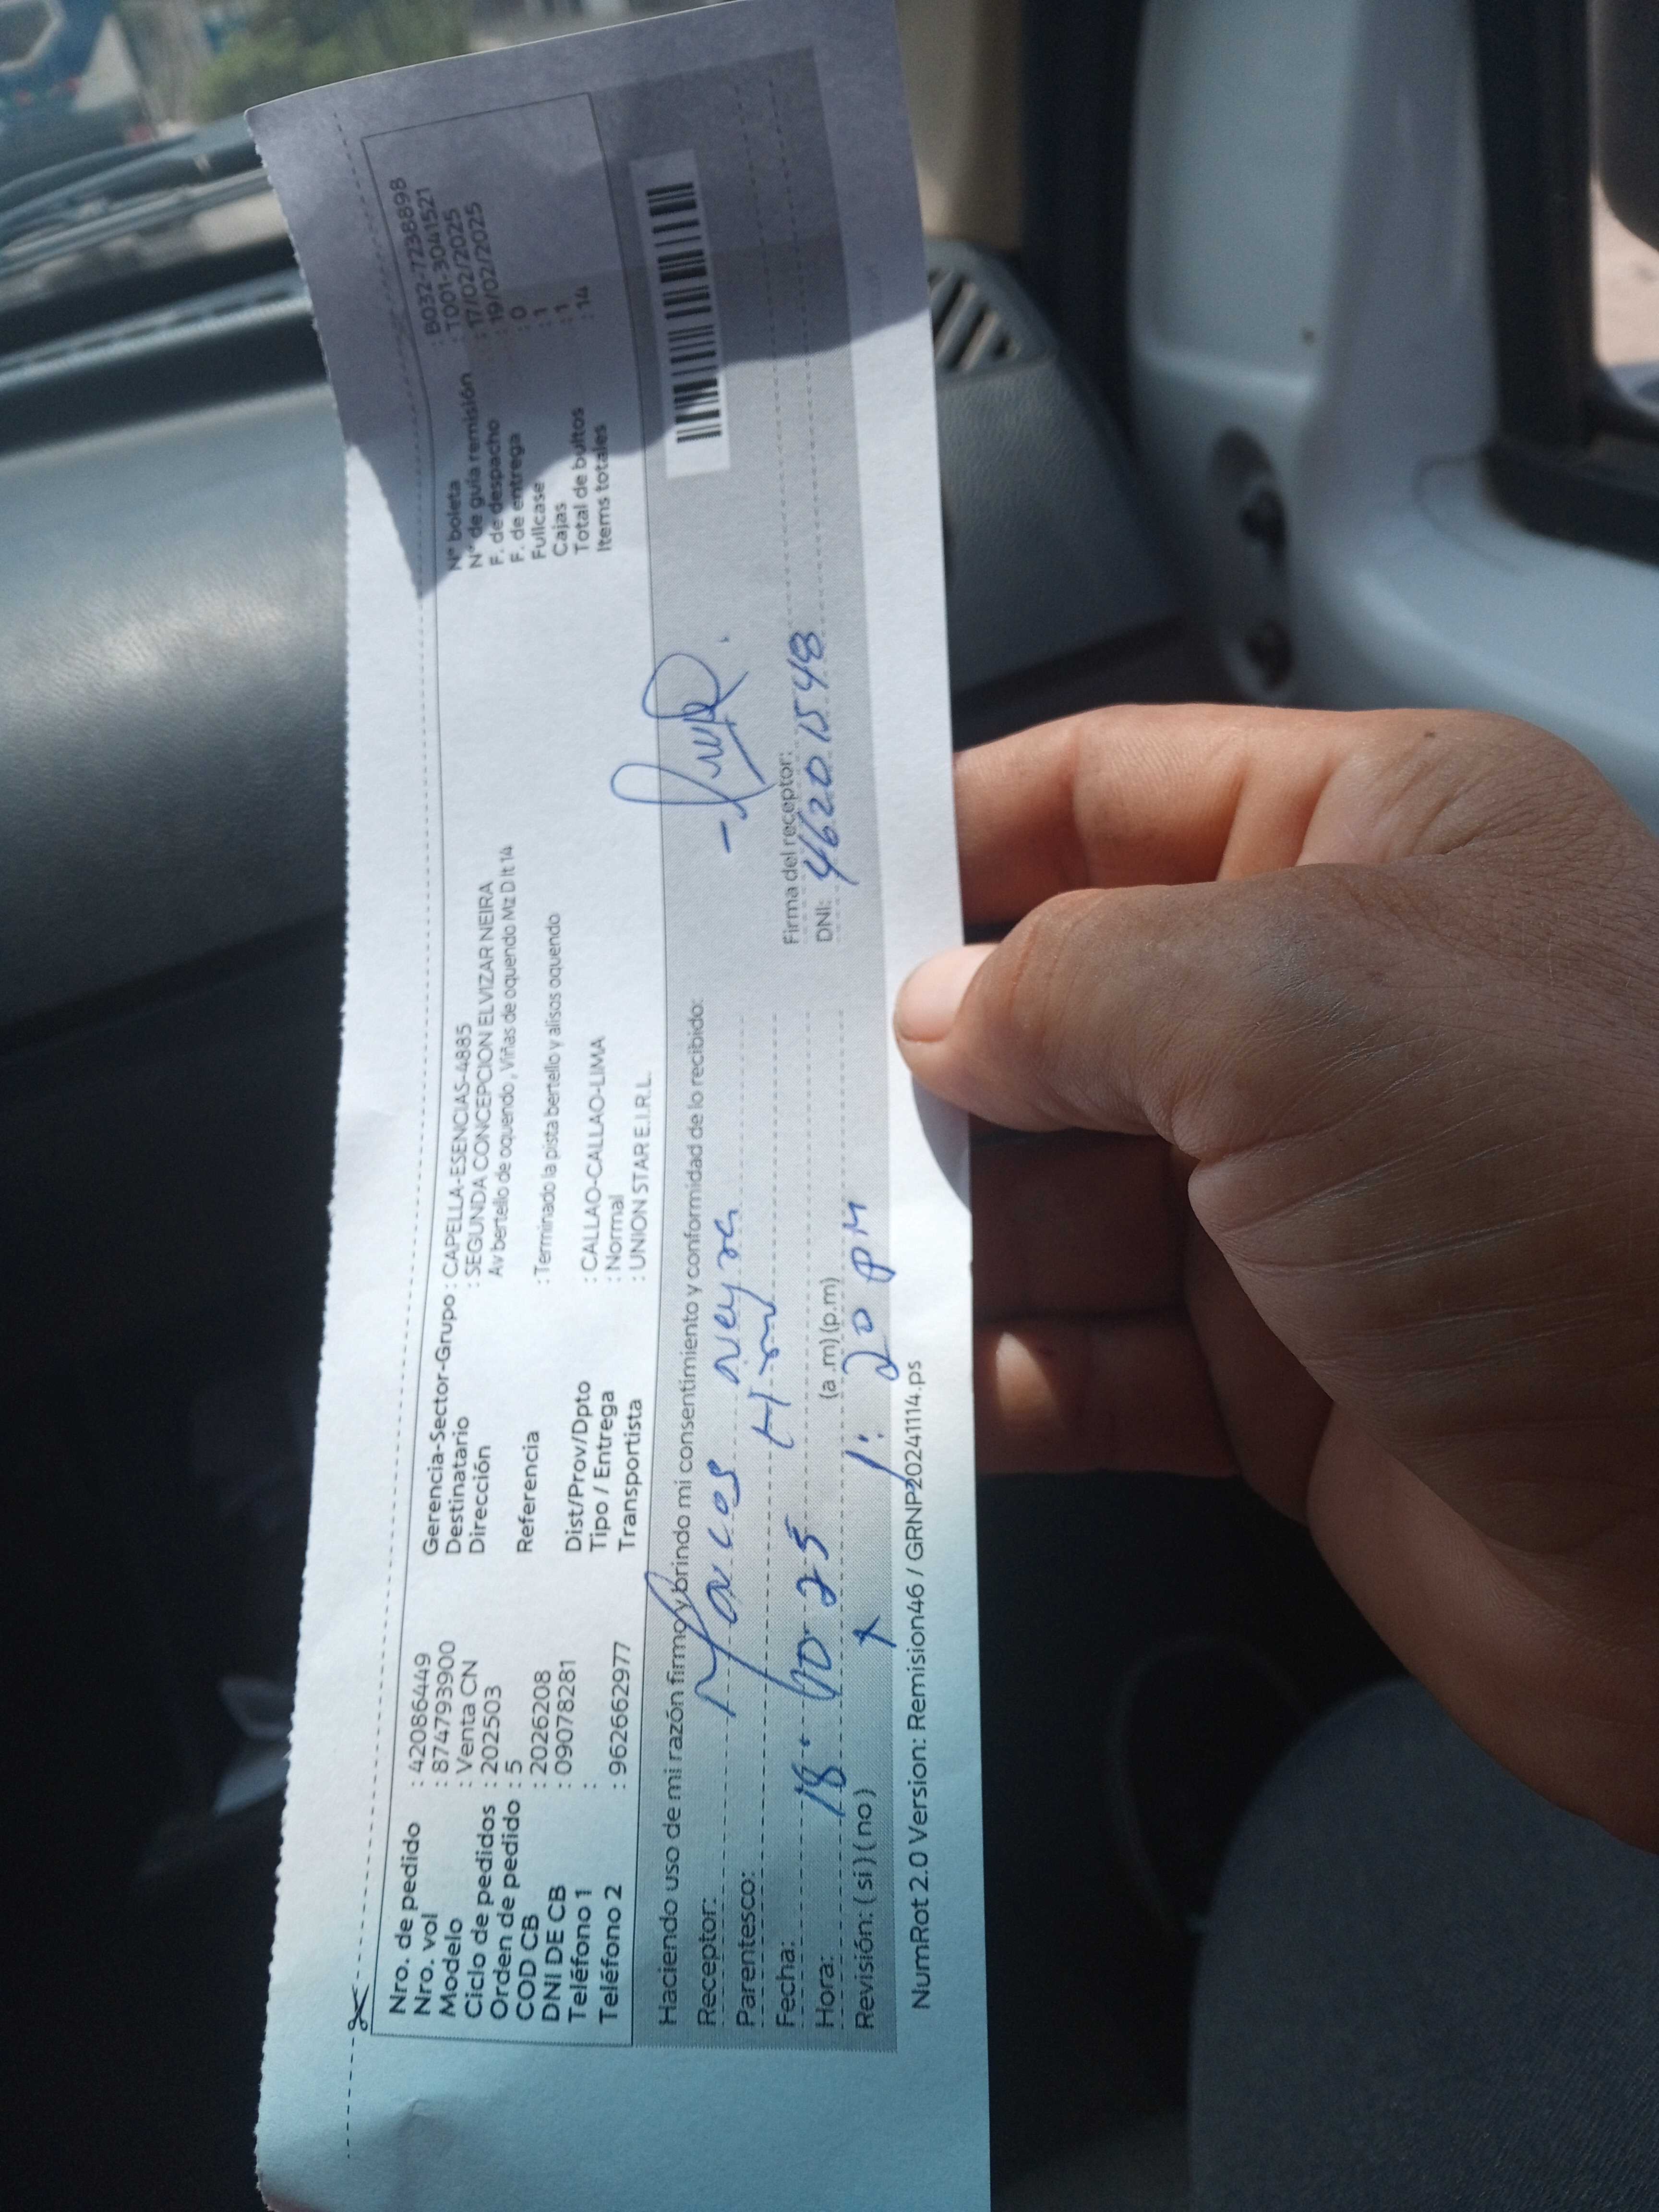 Nro. de pedido : 42086449
Nro. vol : 874793900
Modelo : Venta CN
Ciclo de pedidos : 202503
Orden de pedido : 5
COD CB : 2026208
DNI DE CB : 09078281
Teléfono 1 :
Teléfono 2 : 962662977
Gerencia-Sector-Grupo : CAPELLA-ESENCIAS-4885
Destinatario : SEGUNDA CONCEPCION ELVIZAR NEIRA
Dirección Av bertello de oquendo , Viñas de oquendo Mz D lt 14
Referencia : Terminado la pista bertello y alisos oquendo
Dist/Prov/Dpto : CALLAO-CALLAO-LIMA
Tipo / Entrega : Normal
Transportista : UNION STAR E.I.R.L.
N° boleta : B032-7238898
N° de guía remisión : T001-3041521
F. de despacho : 17/02/2025
F. de entrega : 19/02/2025
Fullcase : 0
Cajas : 1
Total de bultos : 1
Items totales : 14
Haciendo uso de mi razón firmo y brindo mi consentimiento y conformidad de lo recibido:
Receptor: Marcos neyra
Parentesco:
Fecha: 18
Hora: (a .m) (p.m)
1:20 PM
Revisión: ( si ) ( no )
Firma del receptor:
DNI: 46201548
NumRot 2.0 Version: Remision46 / GRNP20241114.ps